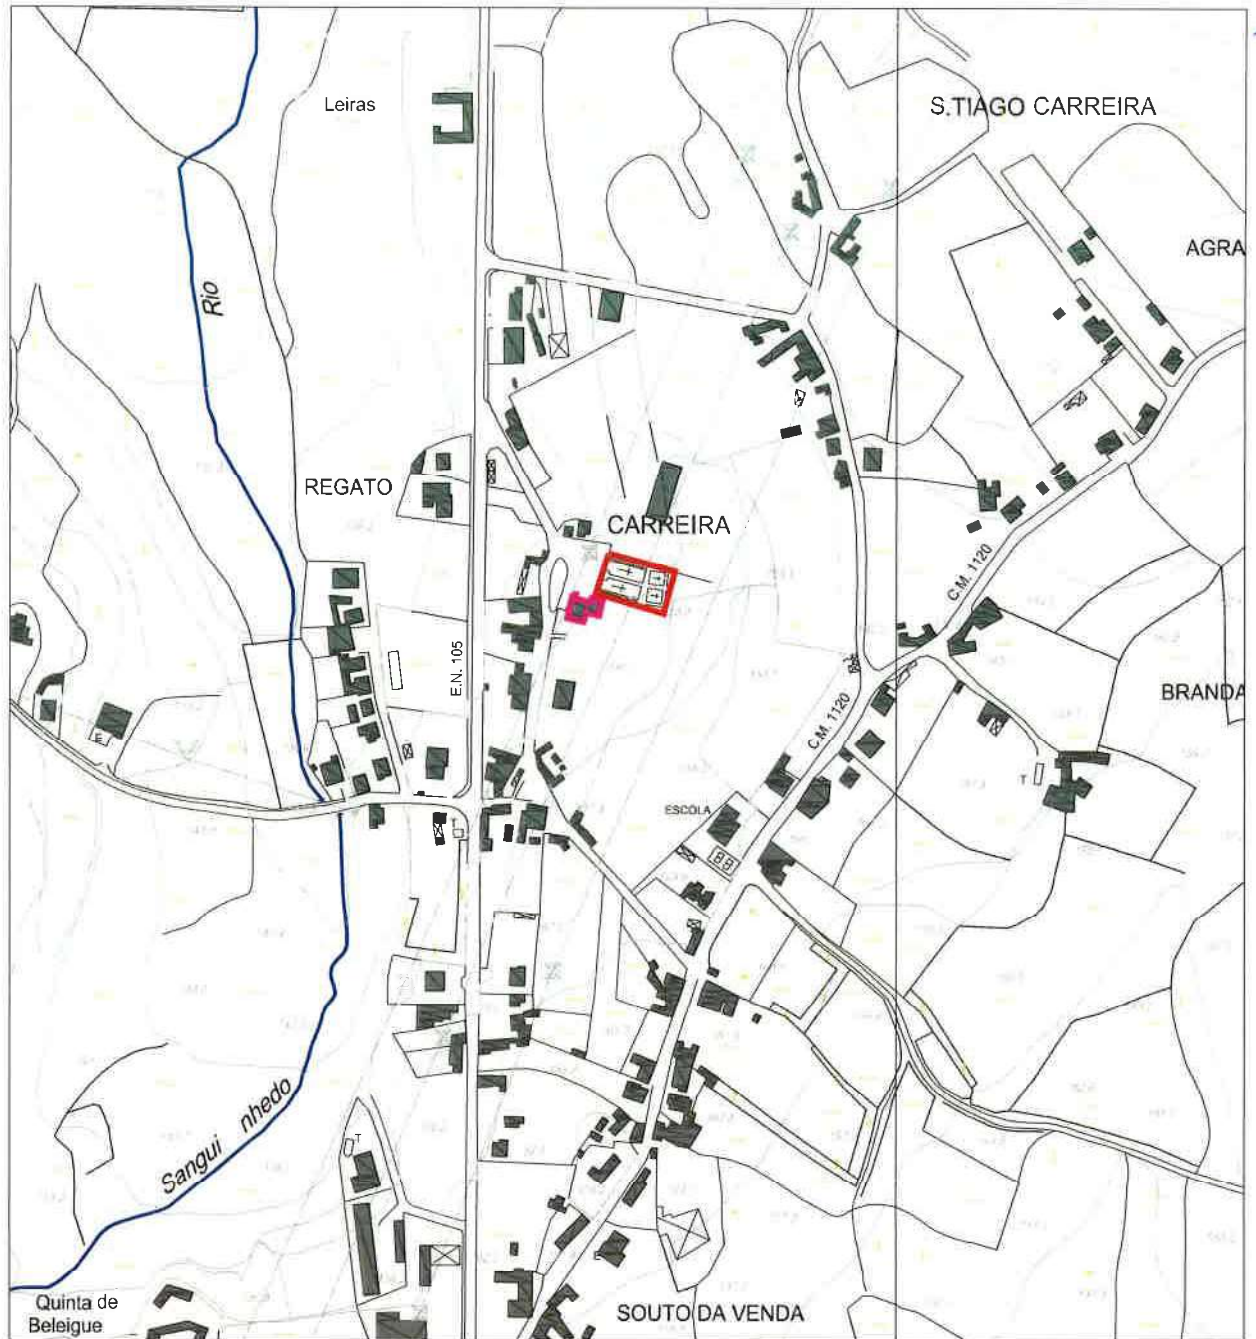 Leiras
S.TIAGO CARREIRA
AGRA
Rio
REGATO
CARREIRA
C.M. 1120
E.N. 105
BRANDA
C.M. 1120
E
T
ESCOLA
T
Sangui nhedo
T
Quinta de
Beleigue
SOUTO DA VENDA